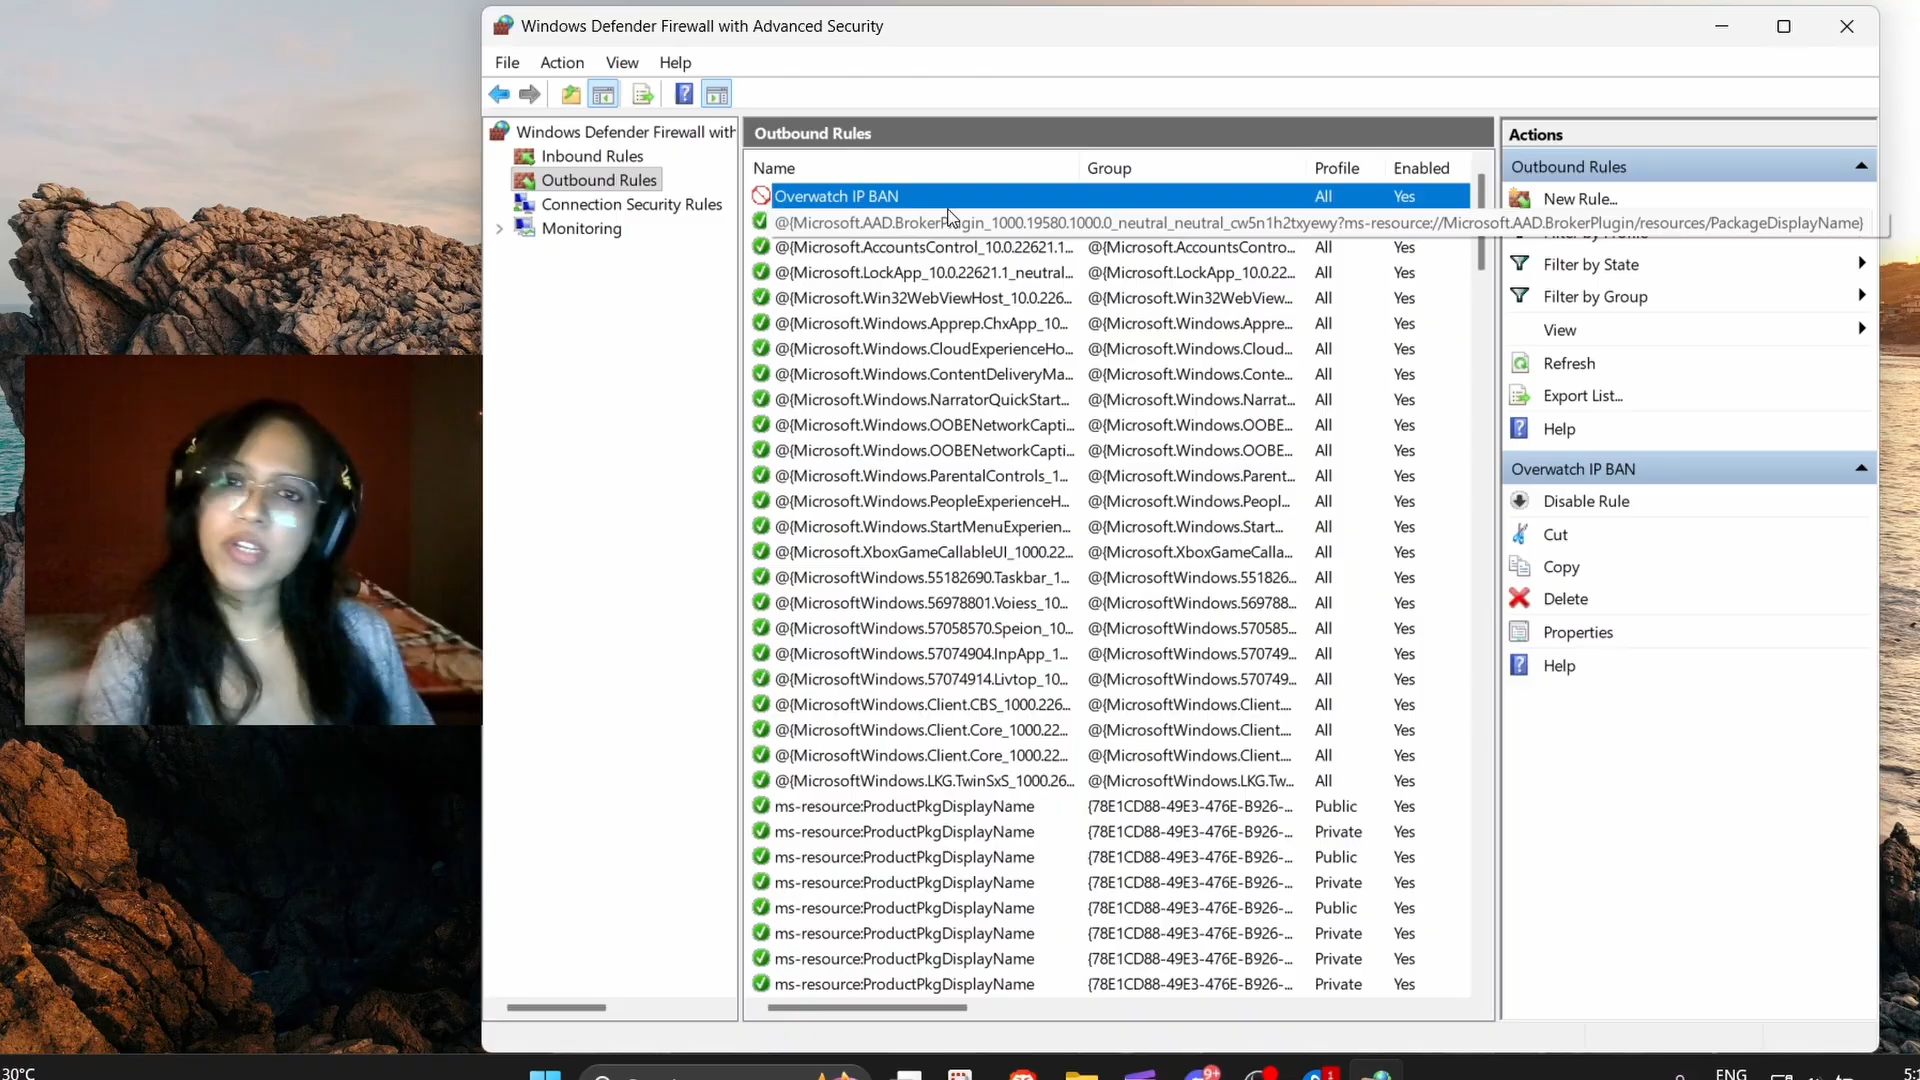 Windows Defender Firewall with Advanced Security
File Action View Help
Windows Defender Firewall with
Inbound Rules
Outbound Rules
Connection Security Rules
Monitoring
Outbound Rules
Name Group Profile Enabled
Overwatch IP BAN All Yes
@{Microsoft.AAD.BrokerPlugin_1000.19580.1000.0_neutral_neutral_cw5n1h2txyewy?ms-resource://Microsoft.AAD.BrokerPlugin/resources/PackageDisplayName}
@{Microsoft.AccountsControl_10.0.22621.1... @{Microsoft.AccountsContro... All Yes
@{Microsoft.LockApp_10.0.22621.1_neutral... @{Microsoft.LockApp_10.0.22... All Yes
@{Microsoft.Win32WebViewHost_10.0.226... @{Microsoft.Win32WebView... All Yes
@{Microsoft.Windows.Apprep.ChxApp_10... @{Microsoft.Windows.Appre... All Yes
@{Microsoft.Windows.CloudExperienceHo... @{Microsoft.Windows.Cloud... All Yes
@{Microsoft.Windows.ContentDeliveryMa... @{Microsoft.Windows.Conte... All Yes
@{Microsoft.Windows.NarratorQuickStart... @{Microsoft.Windows.Narrat... All Yes
@{Microsoft.Windows.OOBENetworkCapti... @{Microsoft.Windows.OOBE... All Yes
@{Microsoft.Windows.OOBENetworkCapti... @{Microsoft.Windows.OOBE... All Yes
@{Microsoft.Windows.ParentalControls_1... @{Microsoft.Windows.Parent... All Yes
@{Microsoft.Windows.PeopleExperienceH... @{Microsoft.Windows.Peopl... All Yes
@{Microsoft.Windows.StartMenuExperien... @{Microsoft.Windows.Start... All Yes
@{Microsoft.XboxGameCallableUI_1000.22... @{Microsoft.XboxGameCalla... All Yes
@{MicrosoftWindows.55182690.Taskbar_1... @{MicrosoftWindows.551826... All Yes
@{MicrosoftWindows.56978801.Voiess_10... @{MicrosoftWindows.569788... All Yes
@{MicrosoftWindows.57058570.Speion_10... @{MicrosoftWindows.570585... All Yes
@{MicrosoftWindows.57074904.InpApp_1... @{MicrosoftWindows.570749... All Yes
@{MicrosoftWindows.57074914.Livtop_10... @{MicrosoftWindows.570749... All Yes
@{MicrosoftWindows.Client.CBS_1000.226... @{MicrosoftWindows.Client.... All Yes
@{MicrosoftWindows.Client.Core_1000.22... @{MicrosoftWindows.Client.... All Yes
@{MicrosoftWindows.Client.Core_1000.22... @{MicrosoftWindows.Client.... All Yes
@{MicrosoftWindows.LKG.TwinSxS_1000.26... @{MicrosoftWindows.LKG.Tw... All Yes
ms-resource:ProductPkgDisplayName {78E1CD88-49E3-476E-B926-... Public Yes
ms-resource:ProductPkgDisplayName {78E1CD88-49E3-476E-B926-... Private Yes
ms-resource:ProductPkgDisplayName {78E1CD88-49E3-476E-B926-... Public Yes
ms-resource:ProductPkgDisplayName {78E1CD88-49E3-476E-B926-... Private Yes
ms-resource:ProductPkgDisplayName {78E1CD88-49E3-476E-B926-... Public Yes
ms-resource:ProductPkgDisplayName {78E1CD88-49E3-476E-B926-... Private Yes
ms-resource:ProductPkgDisplayName {78E1CD88-49E3-476E-B926-... Private Yes
ms-resource:ProductPkgDisplayName {78E1CD88-49E3-476E-B926-... Private Yes
Actions
Outbound Rules
New Rule...
Filter by State
Filter by Group
View
Refresh
Export List...
Help
Overwatch IP BAN
Disable Rule
Cut
Copy
Delete
Properties
Help
30°C
9+
1
ENG